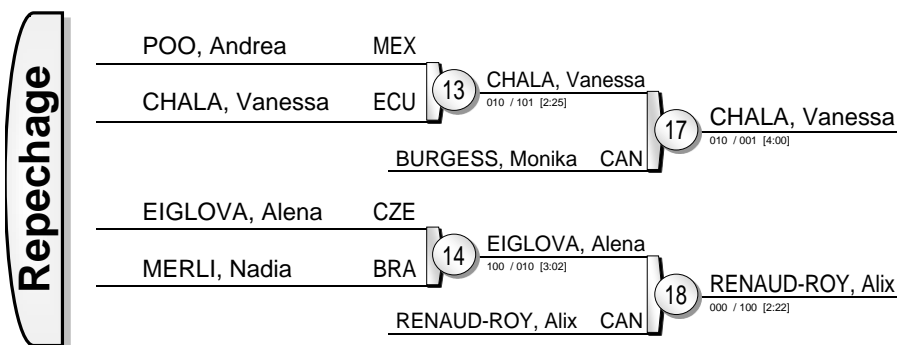 Repechage
POO, Andrea MEX
CHALA, Vanessa ECU
13
CHALA, Vanessa
010 / 101 [2:25]
BURGESS, Monika CAN
17
CHALA, Vanessa
010 / 001 [4:00]
EIGLOVA, Alena CZE
MERLI, Nadia BRA
14
EIGLOVA, Alena
100 / 010 [3:02]
RENAUD-ROY, Alix CAN
18
RENAUD-ROY, Alix
000 / 100 [2:22]